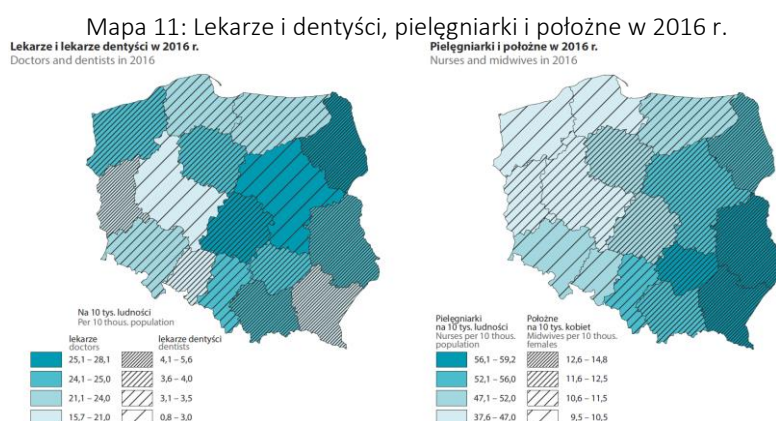 Mapa 11: Lekarze i dentyści, pielęgniarki i położne w 2016 r.
Lekarze i lekarze dentyści w 2016 r.
Doctors and dentists in 2016
Na 10 tys. ludności
Per 10 thous. population
lekarze
doctors
lekarze dentyści
dentists
25,1 – 28,1
4,1 – 5,6
24,1 – 25,0
3,6 – 4,0
21,1 – 24,0
3,1 – 3,5
15,7 – 21,0
0,8 – 3,0
Pielęgniarki i położne w 2016 r.
Nurses and midwives in 2016
Pielęgniarki
na 10 tys. ludności
Nurses per 10 thous.
population
Położne
na 10 tys. kobiet
Midwives per 10 thous.
females
56,1 – 59,2
12,6 – 14,8
52,1 – 56,0
11,6 – 12,5
47,1 – 52,0
10,6 – 11,5
37,6 – 47,0
9,5 – 10,5